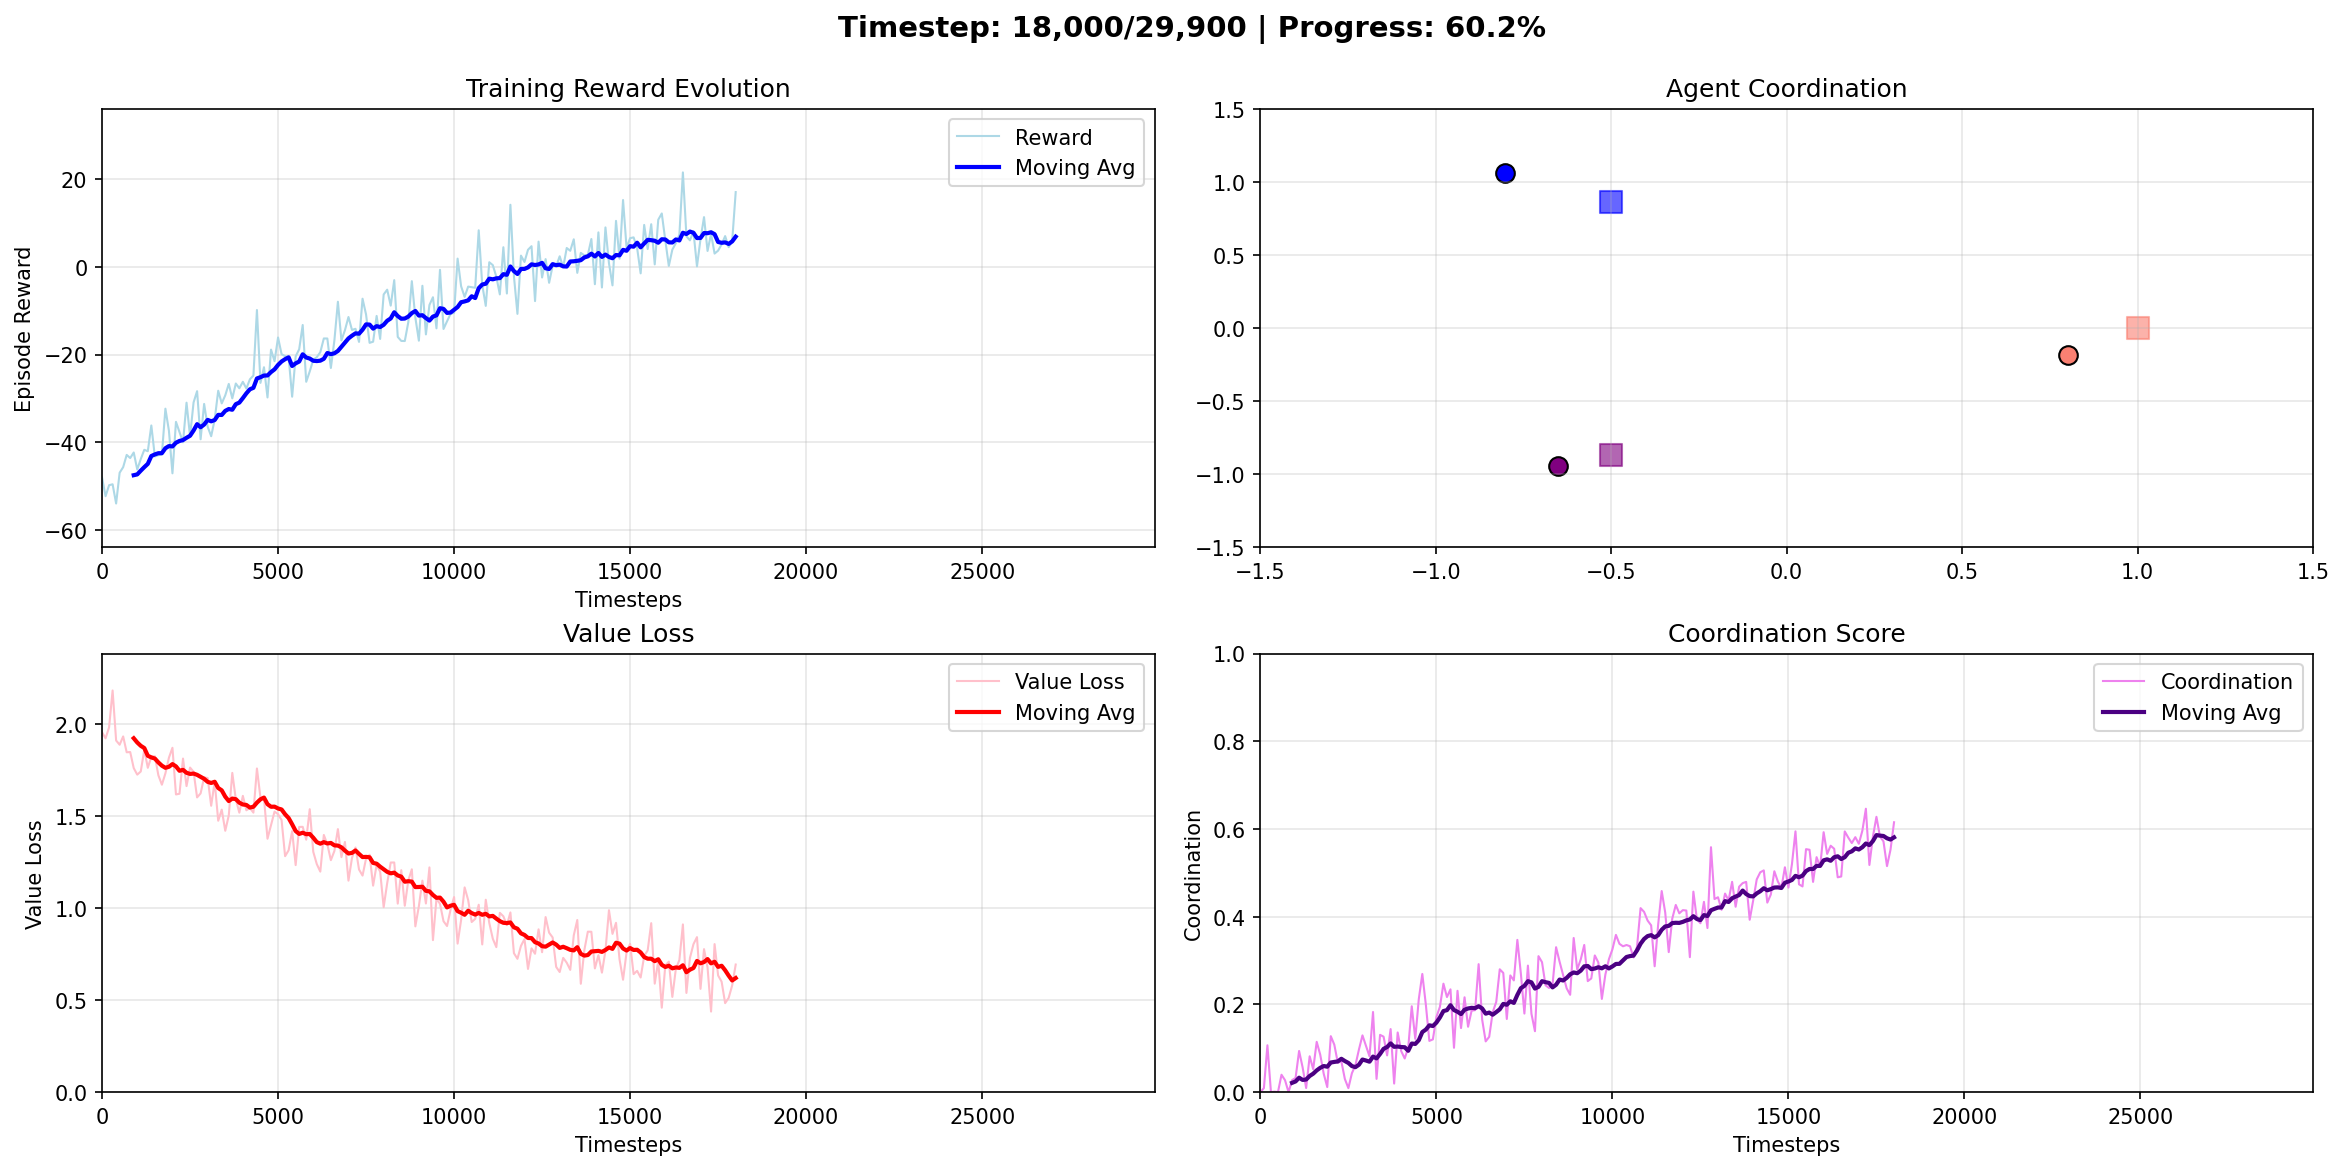 Timestep: 18,000/29,900 | Progress: 60.2%
Training Reward Evolution
Episode Reward
20
0
−20
−40
−60
Reward
Moving Avg
0 5000 10000 15000 20000 25000
Timesteps
Agent Coordination
1.5
1.0
0.5
0.0
−0.5
−1.0
−1.5
−1.5 −1.0 −0.5 0.0 0.5 1.0 1.5
Value Loss
Value Loss
2.0
1.5
1.0
0.5
0.0
Value Loss
Moving Avg
0 5000 10000 15000 20000 25000
Timesteps
Coordination Score
Coordination
1.0
0.8
0.6
0.4
0.2
0.0
Coordination
Moving Avg
0 5000 10000 15000 20000 25000
Timesteps